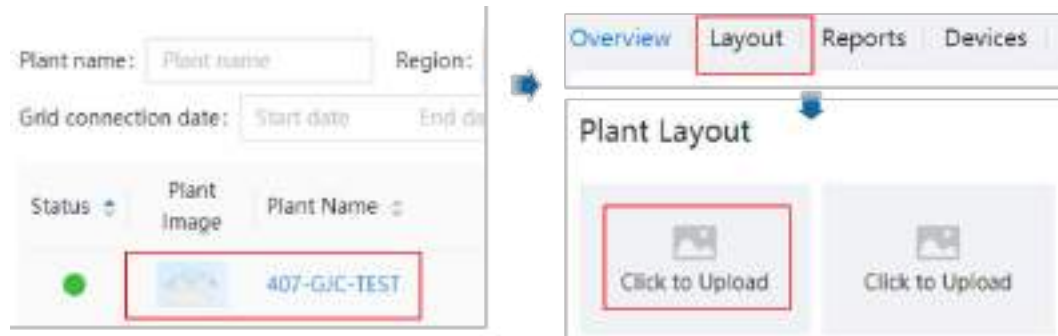 Plant name: Plant name Region:
Grid connection date: Start date End da
Status Plant Image Plant Name
407-GJC-TEST
Overview Layout Reports Devices
Plant Layout
Click to Upload Click to Upload